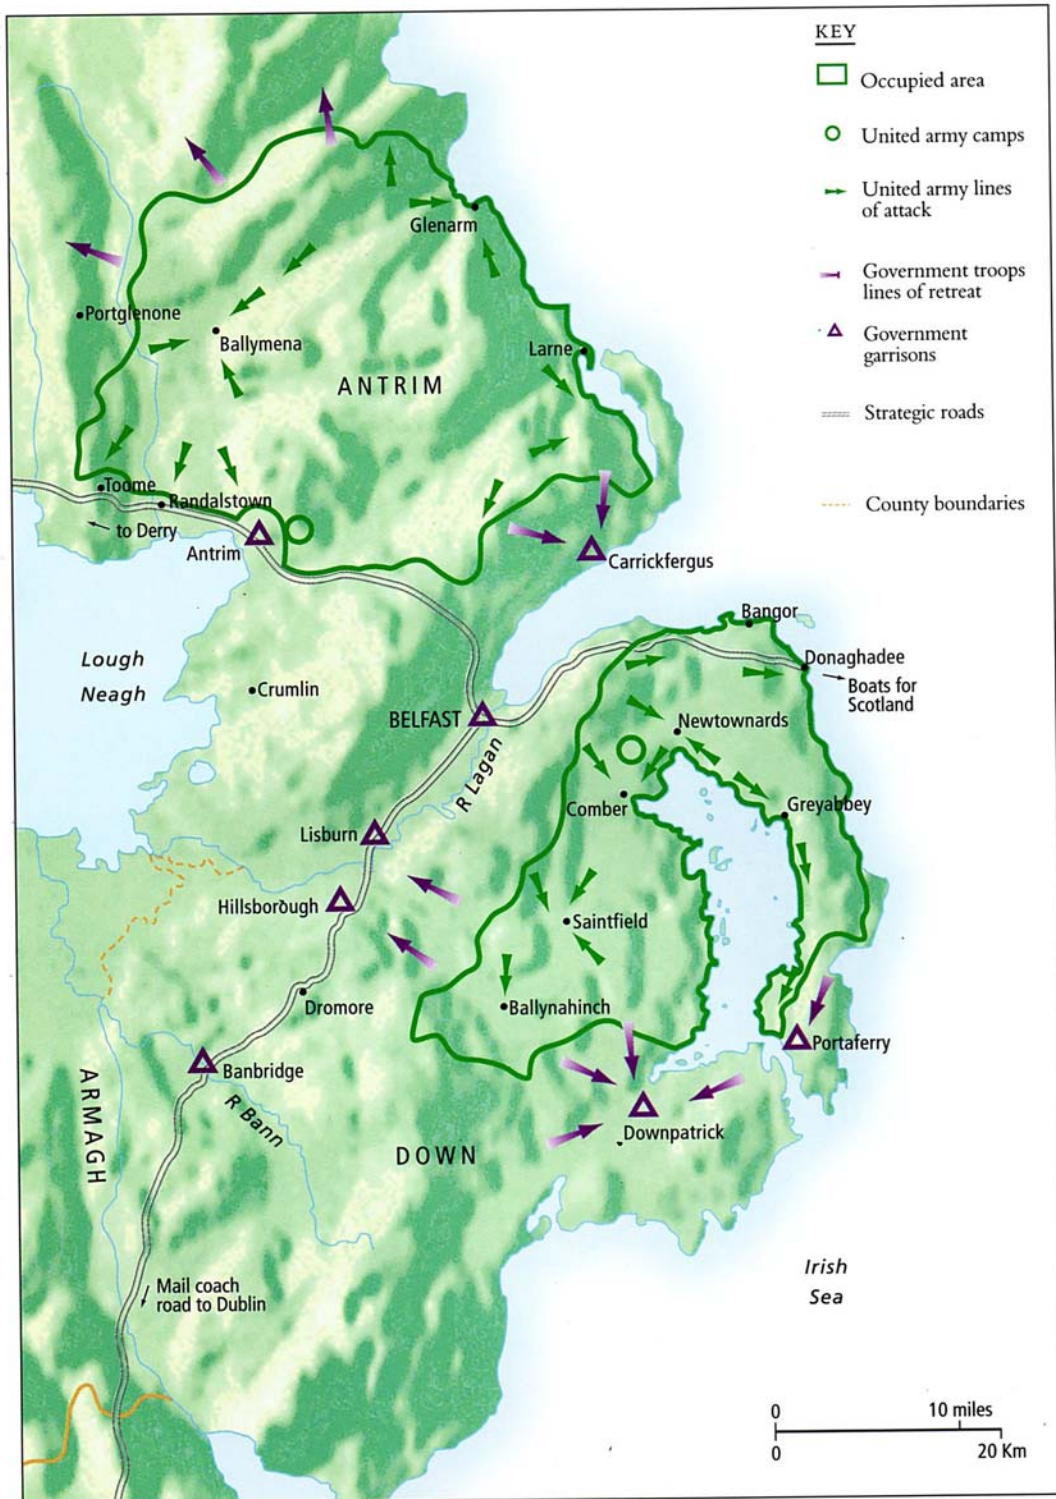 KEY
Occupied area
United army camps
United army lines
of attack
Government troops
lines of retreat
Government
garrisons
Strategic roads
County boundaries
Glenarm
Portglenone
Ballymena
Larne
ANTRIM
Toome
Randalstown
to Derry
Antrim
Carrickfergus
Bangor
Lough
Neagh
Crumlin
Donaghadee
Boats for
Scotland
BELFAST
Newtownards
R Lagan
Comber
Greyabbey
Lisburn
Hillsborough
Saintfield
Dromore
Ballynahinch
Portaferry
Banbridge
ARMAGH
R Bann
DOWN
Downpatrick
Irish
Sea
Mail coach
road to Dublin
0 10 miles
0 20 Km